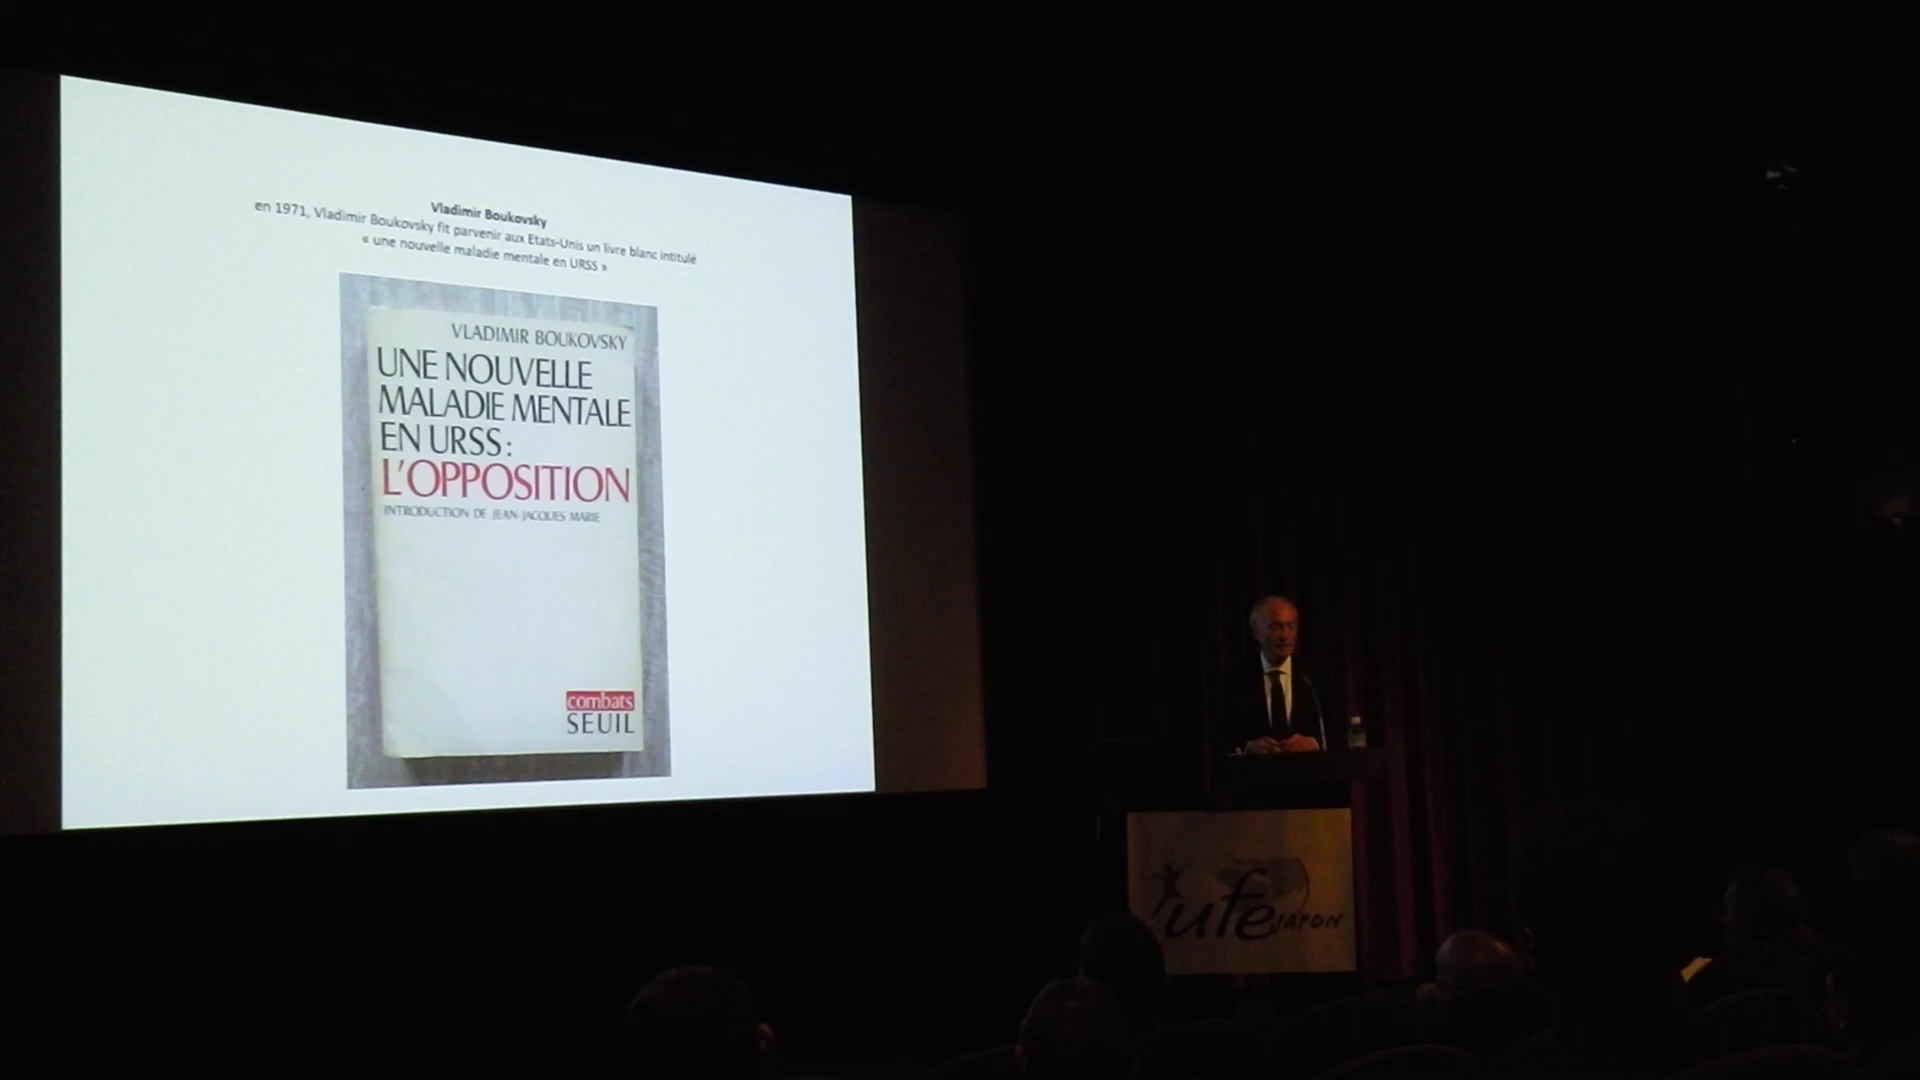 Vladimir Boukovsky
en 1971, Vladimir Boukovsky fit parvenir aux Etats-Unis un livre blanc intitulé
« une nouvelle maladie mentale en URSS »
VLADIMIR BOUKOVSKY
UNE NOUVELLE
MALADIE MENTALE
EN URSS :
L'OPPOSITION
INTRODUCTION DE JEAN-JACQUES MARIE
combats
SEUIL
ufe JAPON